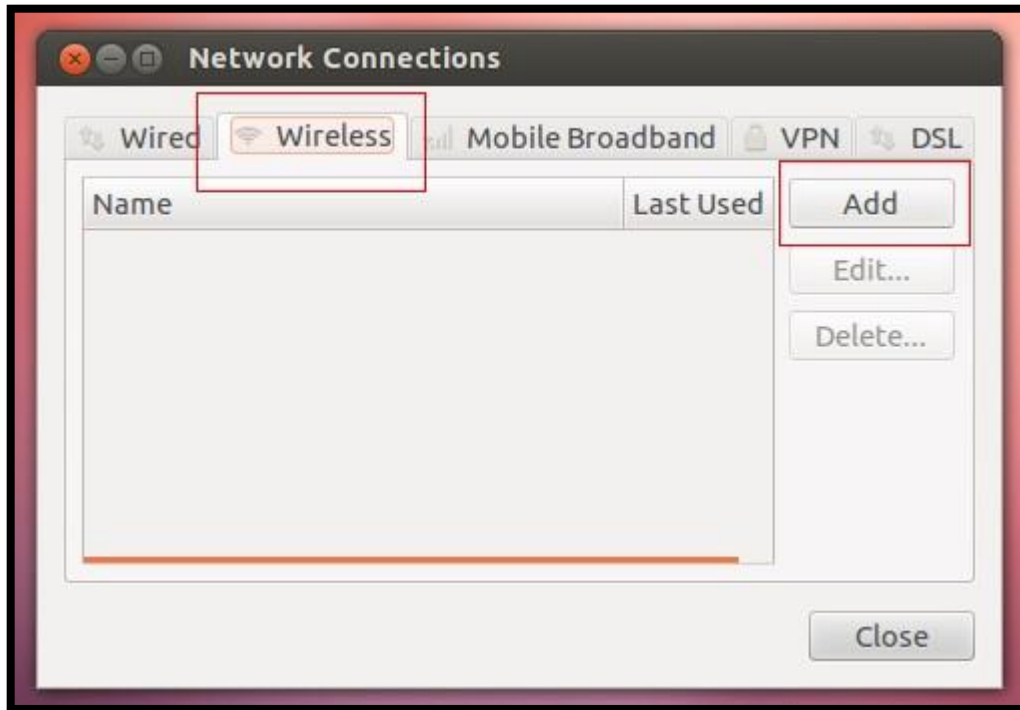 Network Connections
Wired Wireless Mobile Broadband VPN DSL
Name Last Used Add
Edit...
Delete...
Close